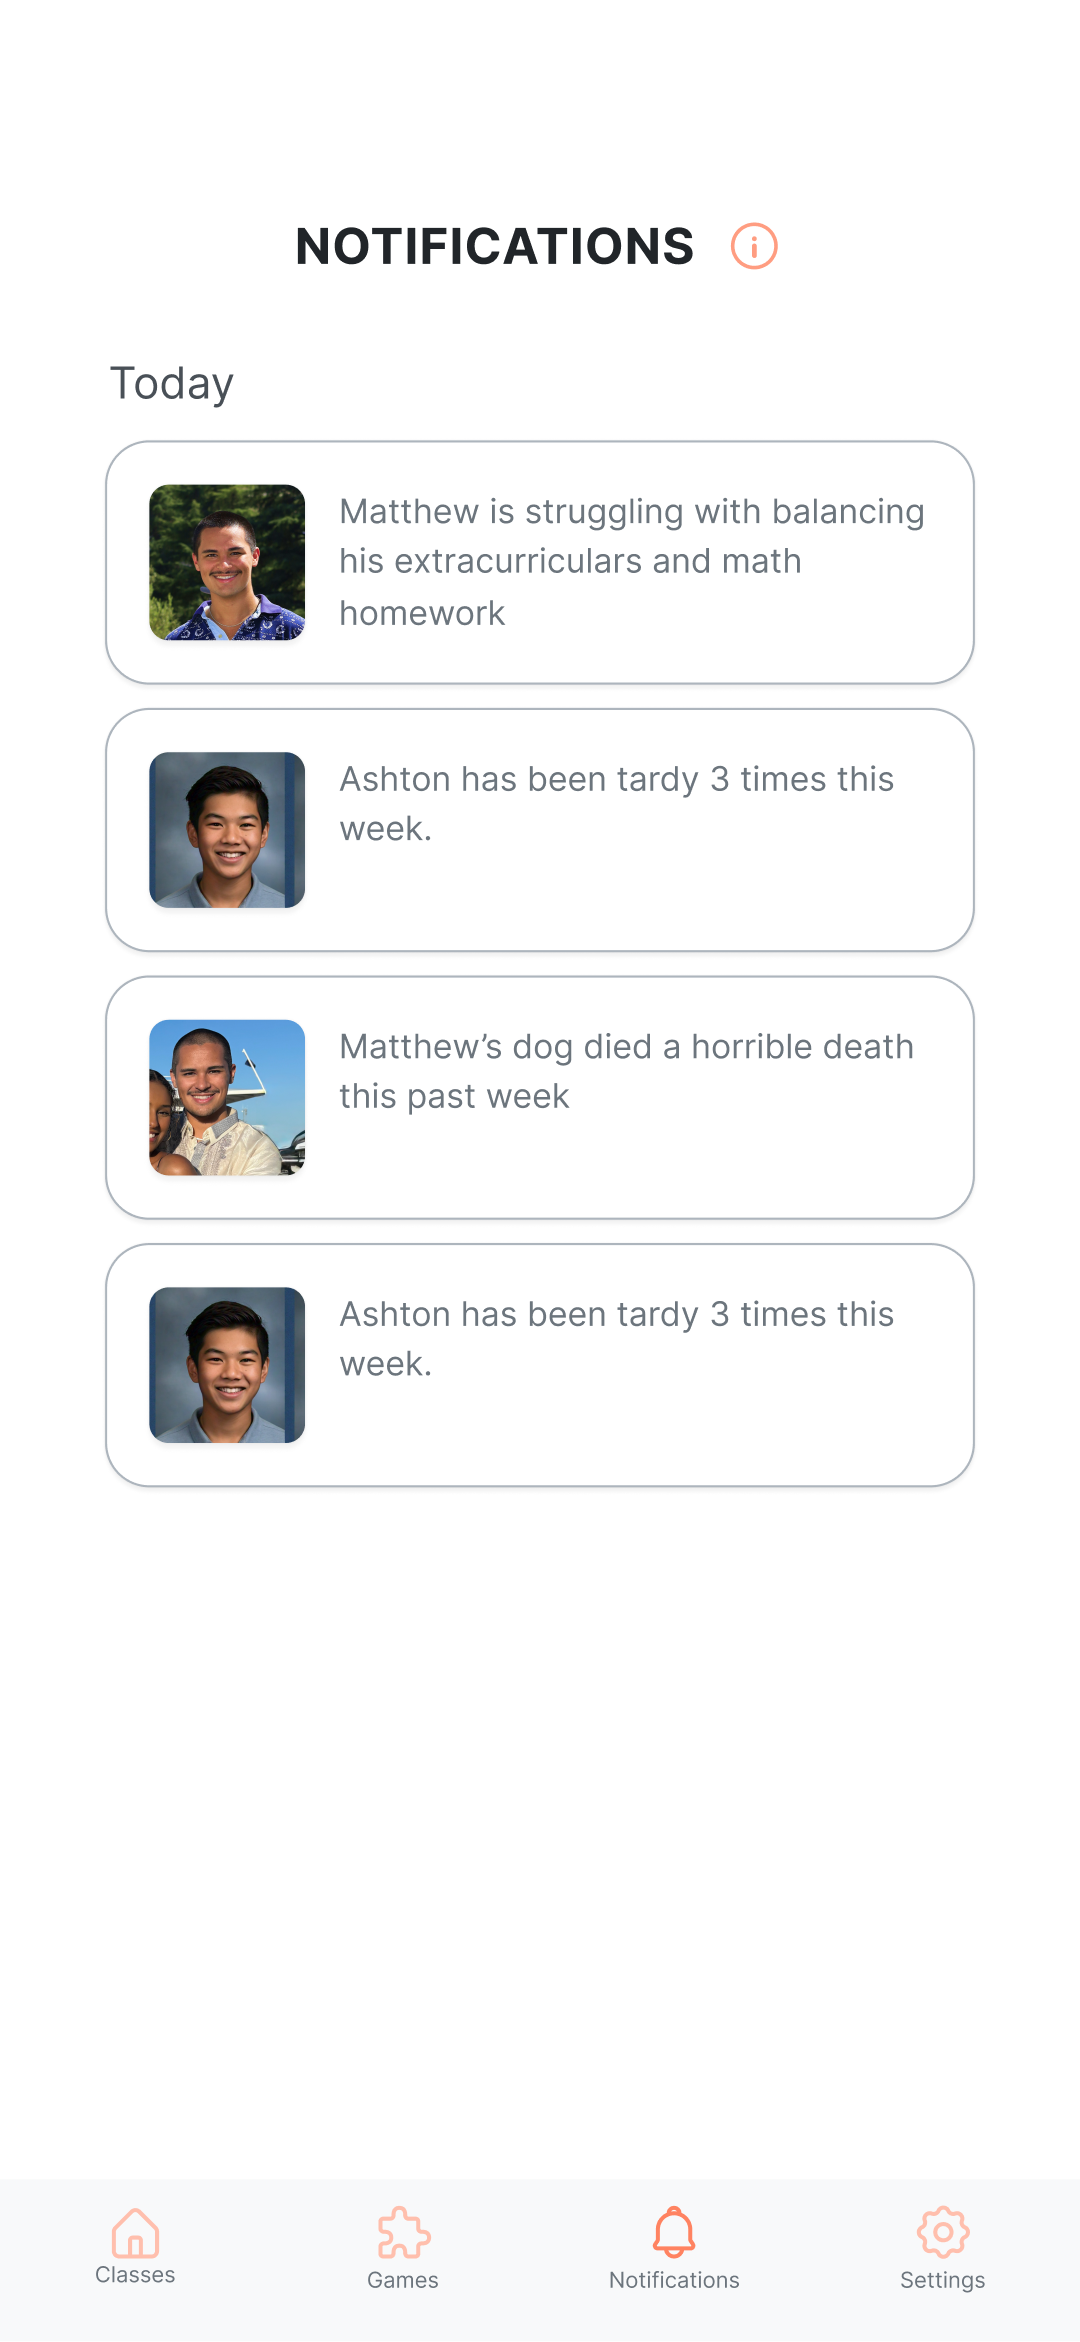 NOTIFICATIONS
Today
Matthew is struggling with balancing
his extracurriculars and math
homework
Ashton has been tardy 3 times this
week.
Matthew’s dog died a horrible death
this past week
Ashton has been tardy 3 times this
week.
Classes
Games
Notifications
Settings